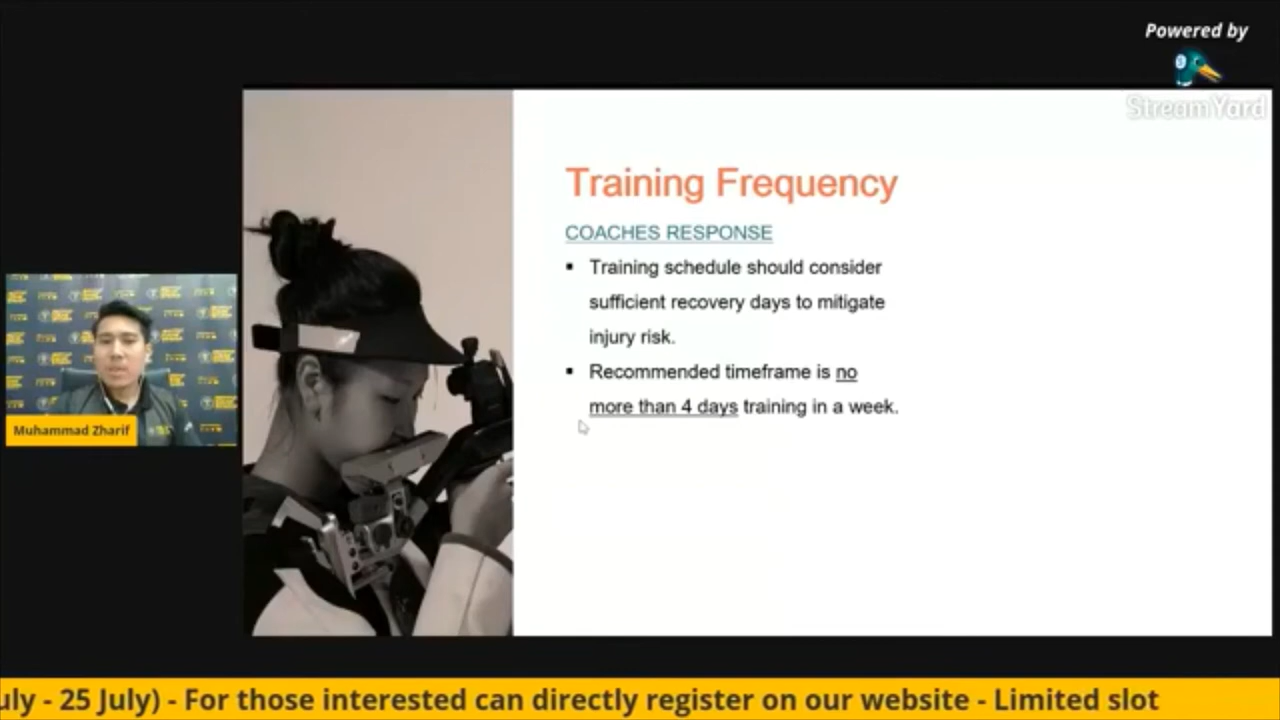 Powered by
StreamYard
Training Frequency
COACHES RESPONSE
▪ Training schedule should consider
sufficient recovery days to mitigate
injury risk.
▪ Recommended timeframe is no
more than 4 days training in a week.
Muhammad Zharif
uly - 25 July) - For those interested can directly register on our website - Limited slot